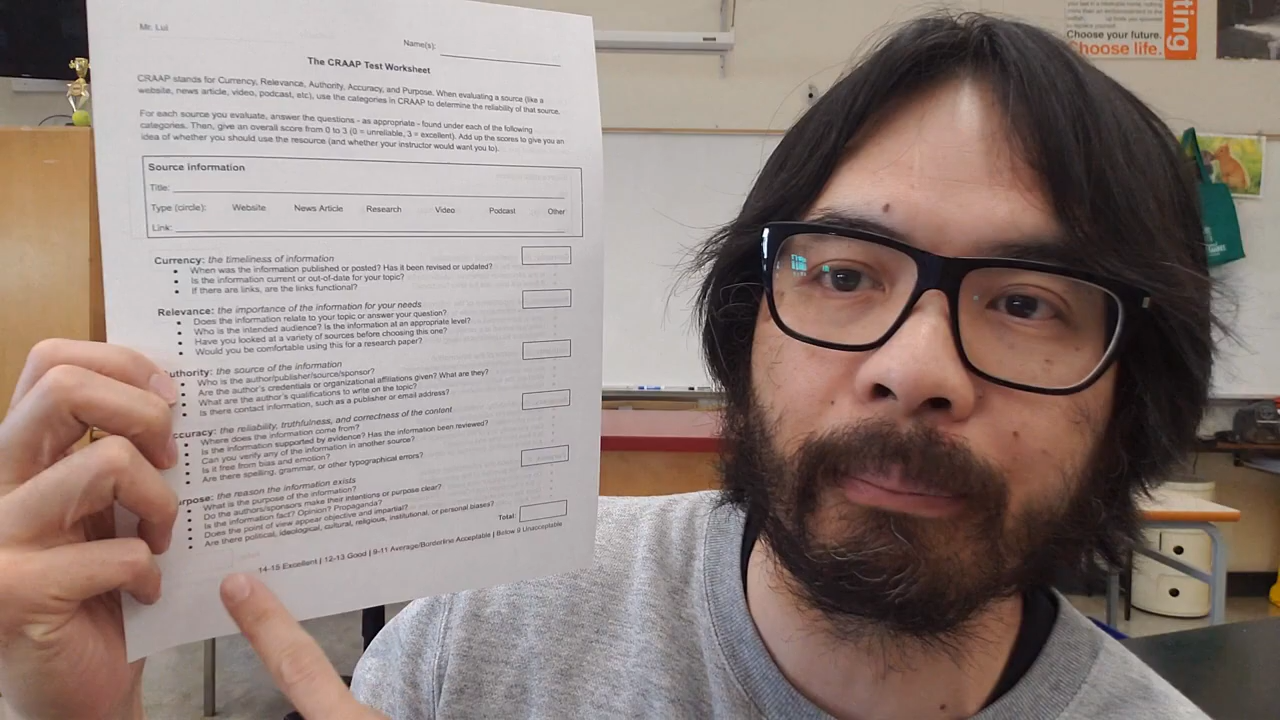 Mr. Lui
Name(s):
The CRAAP Test Worksheet
CRAAP stands for Currency, Relevance, Authority, Accuracy, and Purpose. When evaluating a source (like a
website, news article, video, podcast, etc), use the categories in CRAAP to determine the reliability of that source.
For each source you evaluate, answer the questions - as appropriate - found under each of the following
categories. Then, give an overall score from 0 to 3 (0 = unreliable, 3 = excellent). Add up the scores to give you an
idea of whether you should use the resource (and whether your instructor would want you to).
Source information
Title:
Type (circle): Website News Article Research Video Podcast Other
Link:
Currency: the timeliness of information
• When was the information published or posted? Has it been revised or updated?
• Is the information current or out-of-date for your topic?
• If there are links, are the links functional?
Relevance: the importance of the information for your needs
• Does the information relate to your topic or answer your question?
• Who is the intended audience? Is the information at an appropriate level?
• Have you looked at a variety of sources before choosing this one?
• Would you be comfortable using this for a research paper?
uthority: the source of the information
• Who is the author/publisher/source/sponsor?
• Are the author's credentials or organizational affiliations given? What are they?
• What are the author's qualifications to write on the topic?
• Is there contact information, such as a publisher or email address?
ccuracy: the reliability, truthfulness, and correctness of the content
• Where does the information come from?
• Is the information supported by evidence? Has the information been reviewed?
• Can you verify any of the information in another source?
• Is it free from bias and emotion?
• Are there spelling, grammar, or other typographical errors?
rpose: the reason the information exists
• What is the purpose of the information?
• Do the authors/sponsors make their intentions or purpose clear?
• Is the information fact? Opinion? Propaganda?
• Does the point of view appear objective and impartial?
• Are there political, ideological, cultural, religious, institutional, or personal biases?
Total:
14-15 Excellent | 12-13 Good | 9-11 Average/Borderline Acceptable | Below 9 Unacceptable
Choose your future.
Choose life.
ting